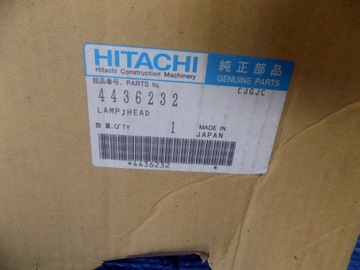 HITACHI
Hitachi Construction Machinery
純正部品
GENUINE PARTS
部品番号. PARTS No.
CJGJC
4436232
LAMP;HEAD
数量.Q'TY 1 MADE IN
JAPAN
*4436232 *